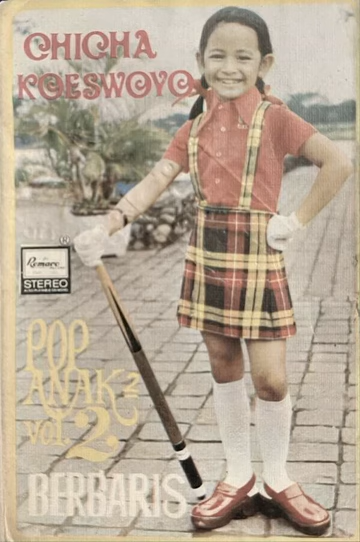 CHICHA
KOESWOYO
®
Remaco
STEREO
POP
ANAK2
VOL 2
BERBARIS